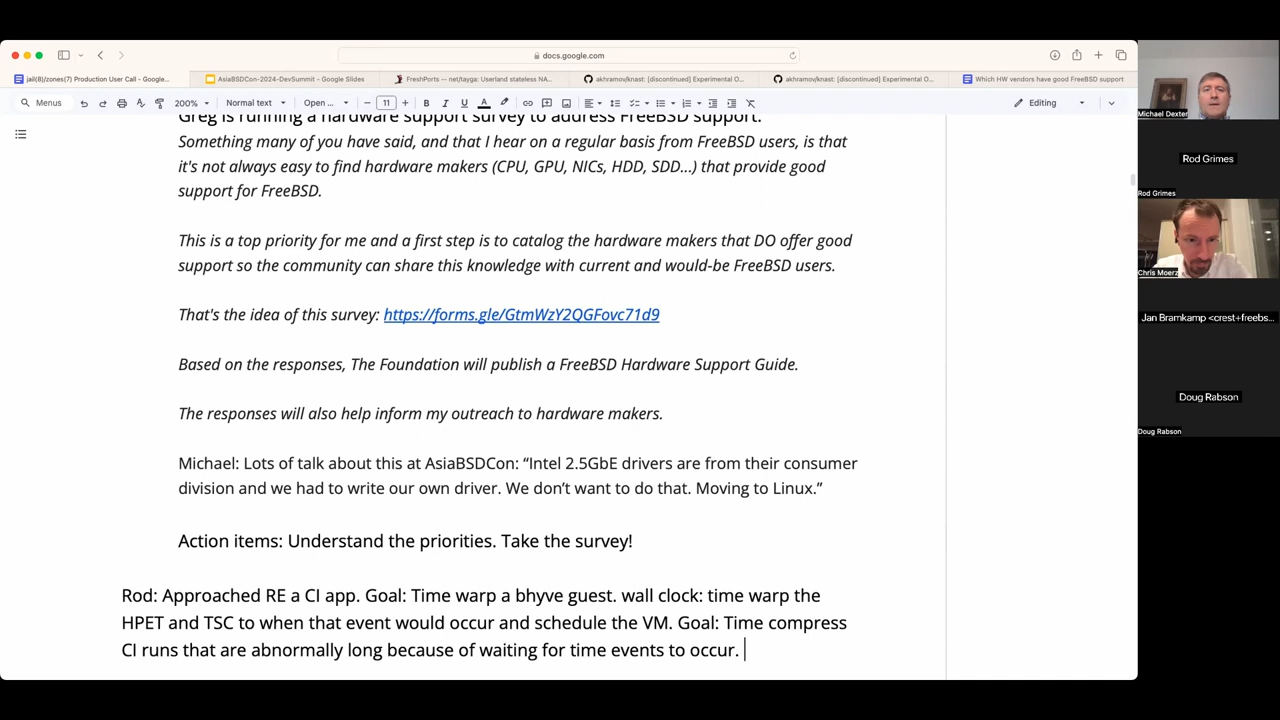 docs.google.com
jail(8)/zones(7) Production User Call - Google...
AsiaBSDCon-2024-DevSummit - Google Slides
FreshPorts -- net/tayga: Userland stateless NA...
akhramov/knast: [discontinued] Experimental O...
akhramov/knast: [discontinued] Experimental O...
Which HW vendors have good FreeBSD support
Menus
200%
Normal text
Open ...
11
Editing
Greg is running a hardware support survey to address FreeBSD support.
Something many of you have said, and that I hear on a regular basis from FreeBSD users, is that
it's not always easy to find hardware makers (CPU, GPU, NICs, HDD, SDD...) that provide good
support for FreeBSD.
This is a top priority for me and a first step is to catalog the hardware makers that DO offer good
support so the community can share this knowledge with current and would-be FreeBSD users.
That's the idea of this survey: https://forms.gle/GtmWzY2QGFovc71d9
Based on the responses, The Foundation will publish a FreeBSD Hardware Support Guide.
The responses will also help inform my outreach to hardware makers.
Michael: Lots of talk about this at AsiaBSDCon: “Intel 2.5GbE drivers are from their consumer
division and we had to write our own driver. We don’t want to do that. Moving to Linux.”
Action items: Understand the priorities. Take the survey!
Rod: Approached RE a CI app. Goal: Time warp a bhyve guest. wall clock: time warp the
HPET and TSC to when that event would occur and schedule the VM. Goal: Time compress
CI runs that are abnormally long because of waiting for time events to occur.
Michael Dexter
Rod Grimes
Rod Grimes
Chris Moerz
Jan Bramkamp <crest+freebs...
Doug Rabson
Doug Rabson